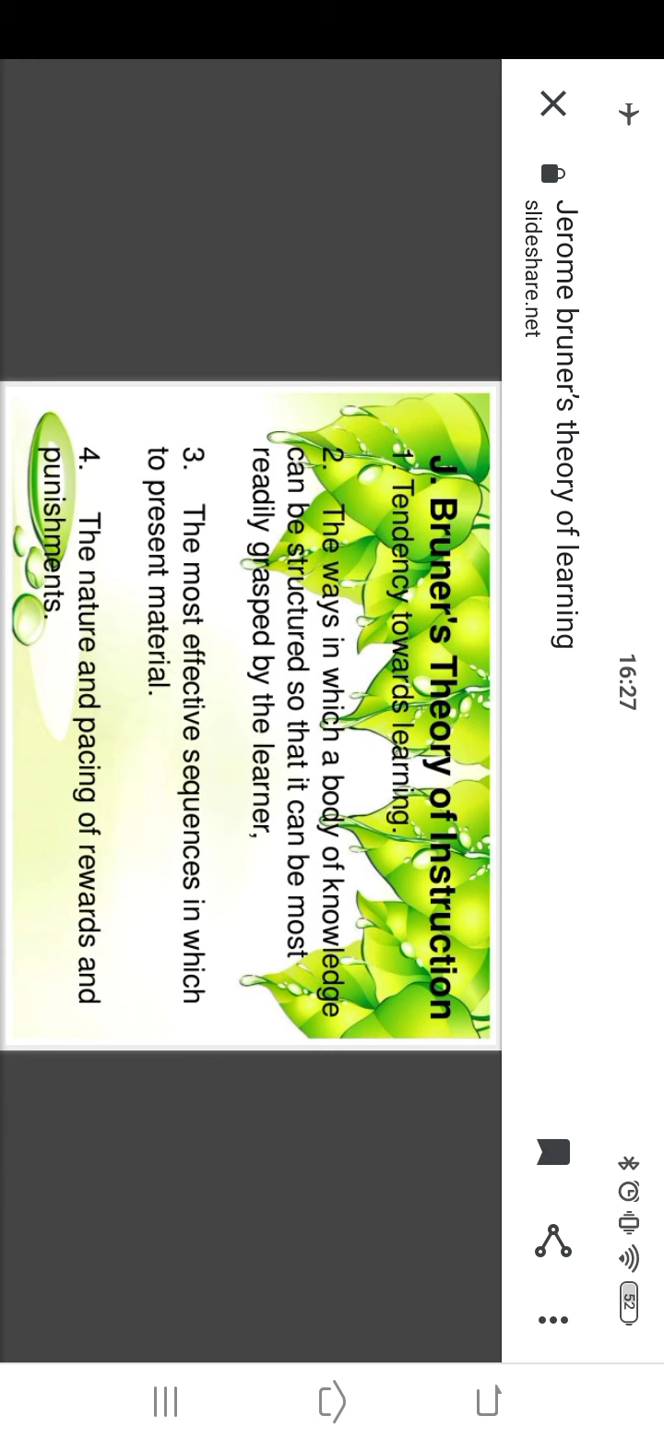 16:27
52
Jerome bruner's theory of learning
slideshare.net
J. Bruner's Theory of Instruction
1. Tendency towards learning.
2. The ways in which a body of knowledge
can be structured so that it can be most
readily grasped by the learner,
3. The most effective sequences in which
to present material.
4. The nature and pacing of rewards and
punishments.